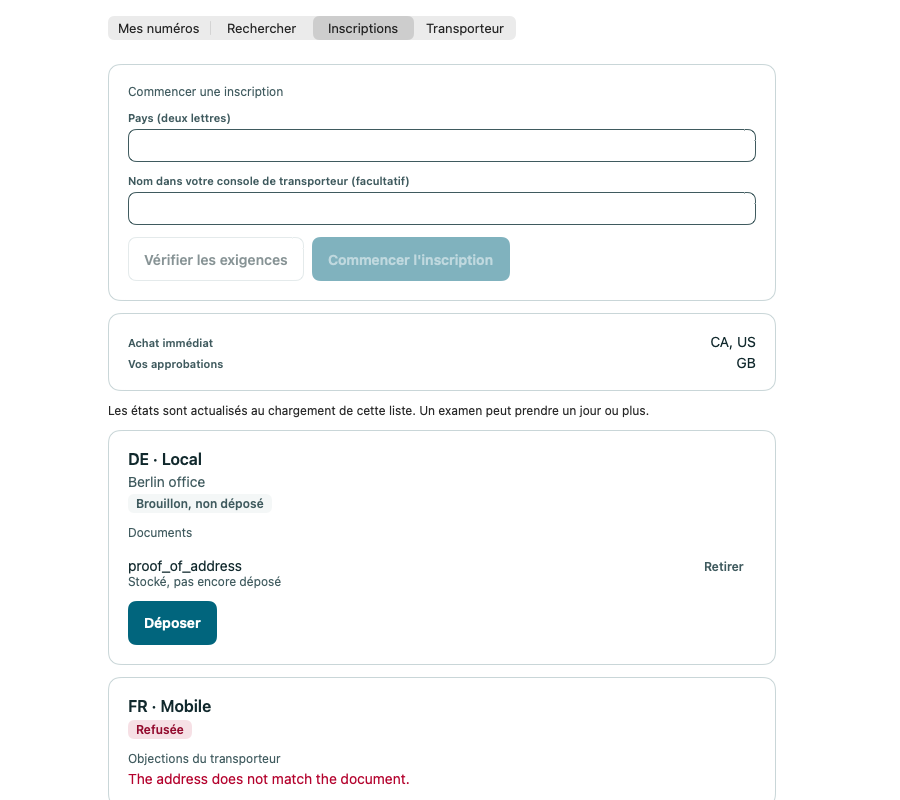 Mes numéros
Rechercher
Inscriptions
Transporteur
Commencer une inscription
Pays (deux lettres)
Nom dans votre console de transporteur (facultatif)
Vérifier les exigences
Commencer l'inscription
Achat immédiat
CA, US
Vos approbations
GB
Les états sont actualisés au chargement de cette liste. Un examen peut prendre un jour ou plus.
DE · Local
Berlin office
Brouillon, non déposé
Documents
proof_of_address
Retirer
Stocké, pas encore déposé
Déposer
FR · Mobile
Refusée
Objections du transporteur
The address does not match the document.